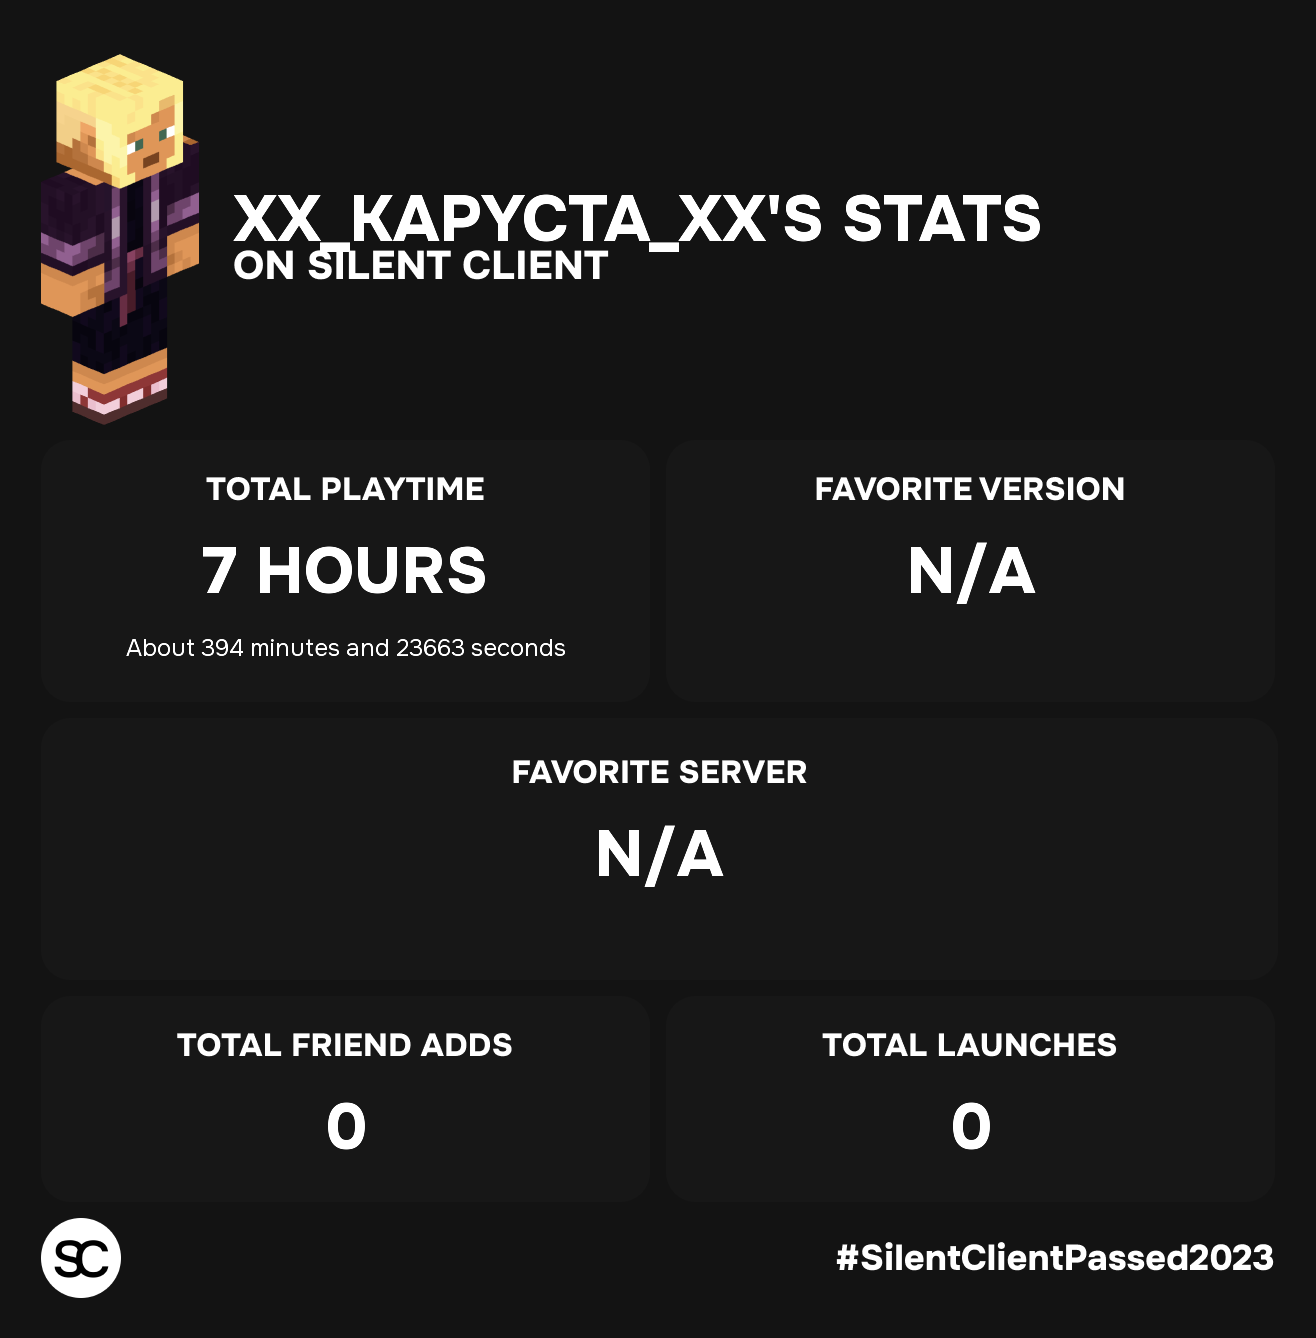 XX_KAPYCTA_XX'S STATS
ON SILENT CLIENT
TOTAL PLAYTIME
7 HOURS
About 394 minutes and 23663 seconds
FAVORITE VERSION
N/A
FAVORITE SERVER
N/A
TOTAL FRIEND ADDS
0
TOTAL LAUNCHES
0
SC
#SilentClientPassed2023